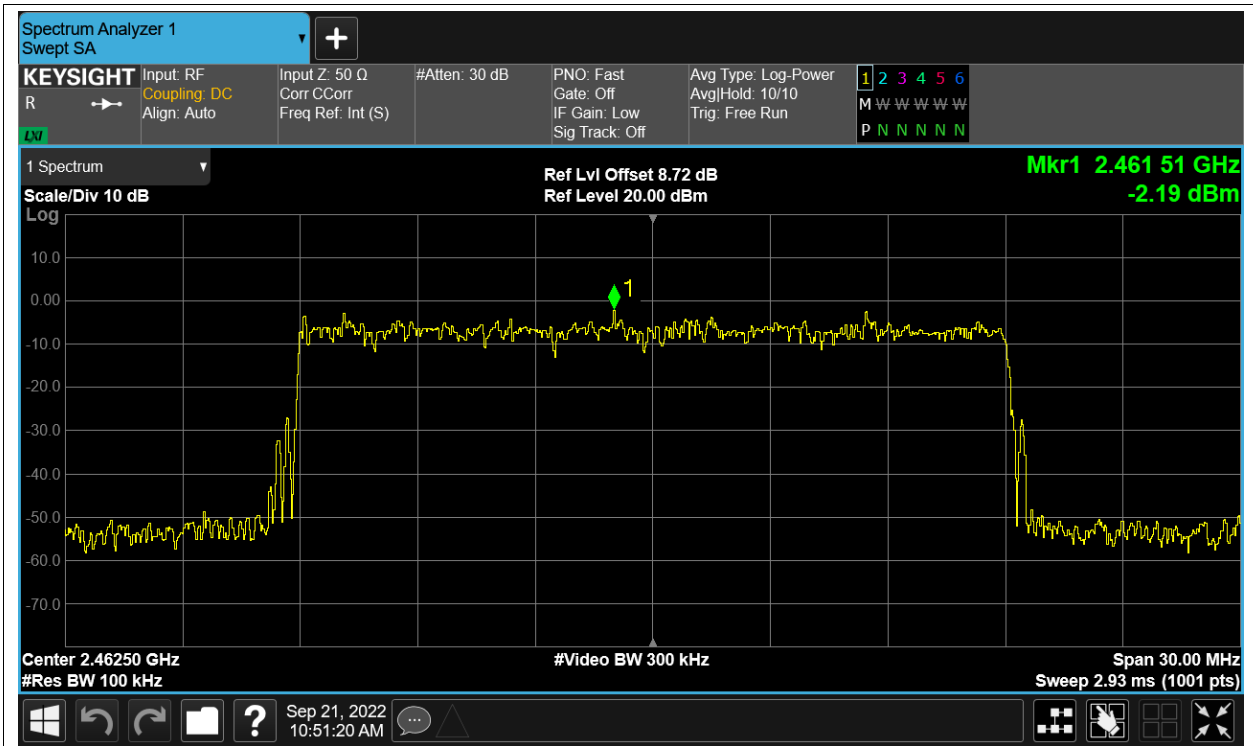 Spectrum Analyzer 1
Swept SA
KEYSIGHT
R
LXI
Input: RF
Coupling: DC
Align: Auto
Input Z: 50 Ω
Corr CCorr
Freq Ref: Int (S)
#Atten: 30 dB
PNO: Fast
Gate: Off
IF Gain: Low
Sig Track: Off
Avg Type: Log-Power
Avg|Hold: 10/10
Trig: Free Run
1 2 3 4 5 6
M W W W W W
P N N N N N
1 Spectrum
Scale/Div 10 dB
Log
Ref Lvl Offset 8.72 dB
Ref Level 20.00 dBm
Mkr1 2.461 51 GHz
-2.19 dBm
10.0
0.00
-10.0
-20.0
-30.0
-40.0
-50.0
-60.0
-70.0
1
Center 2.46250 GHz
#Res BW 100 kHz
#Video BW 300 kHz
Span 30.00 MHz
Sweep 2.93 ms (1001 pts)
?
Sep 21, 2022
10:51:20 AM